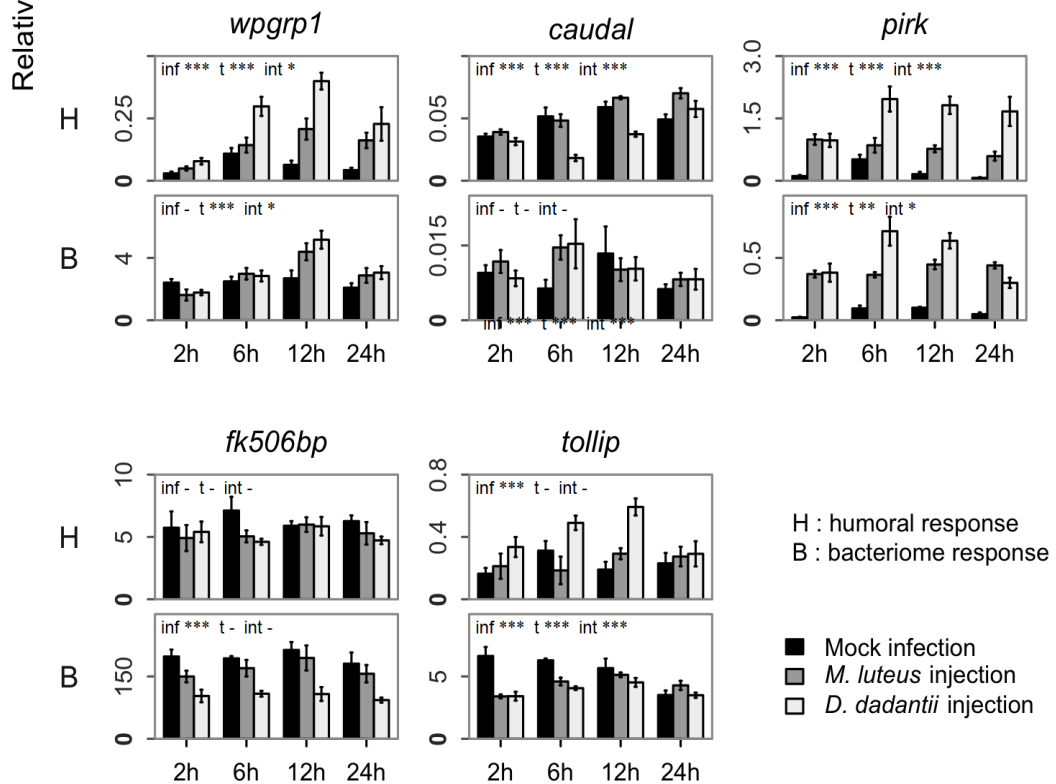 Relativ
wpgrp1 caudal pirk
H
inf *** t *** int *
0.25
0
inf *** t *** int ***
0.05
0
inf *** t *** int ***
3.0
1.5
0
B
inf - t *** int *
4
0
inf - t - int -
0.015
0
inf *** t ** int *
0.5
0
inf *** t *** int ***
2h 6h 12h 24h 2h 6h 12h 24h 2h 6h 12h 24h
fk506bp tollip
H
inf - t - int -
10
5
0
inf *** t - int -
0.8
0.4
0
H : humoral response
B : bacteriome response
B
inf *** t - int -
150
0
inf *** t *** int ***
5
0
Mock infection
M. luteus injection
D. dadantii injection
2h 6h 12h 24h 2h 6h 12h 24h